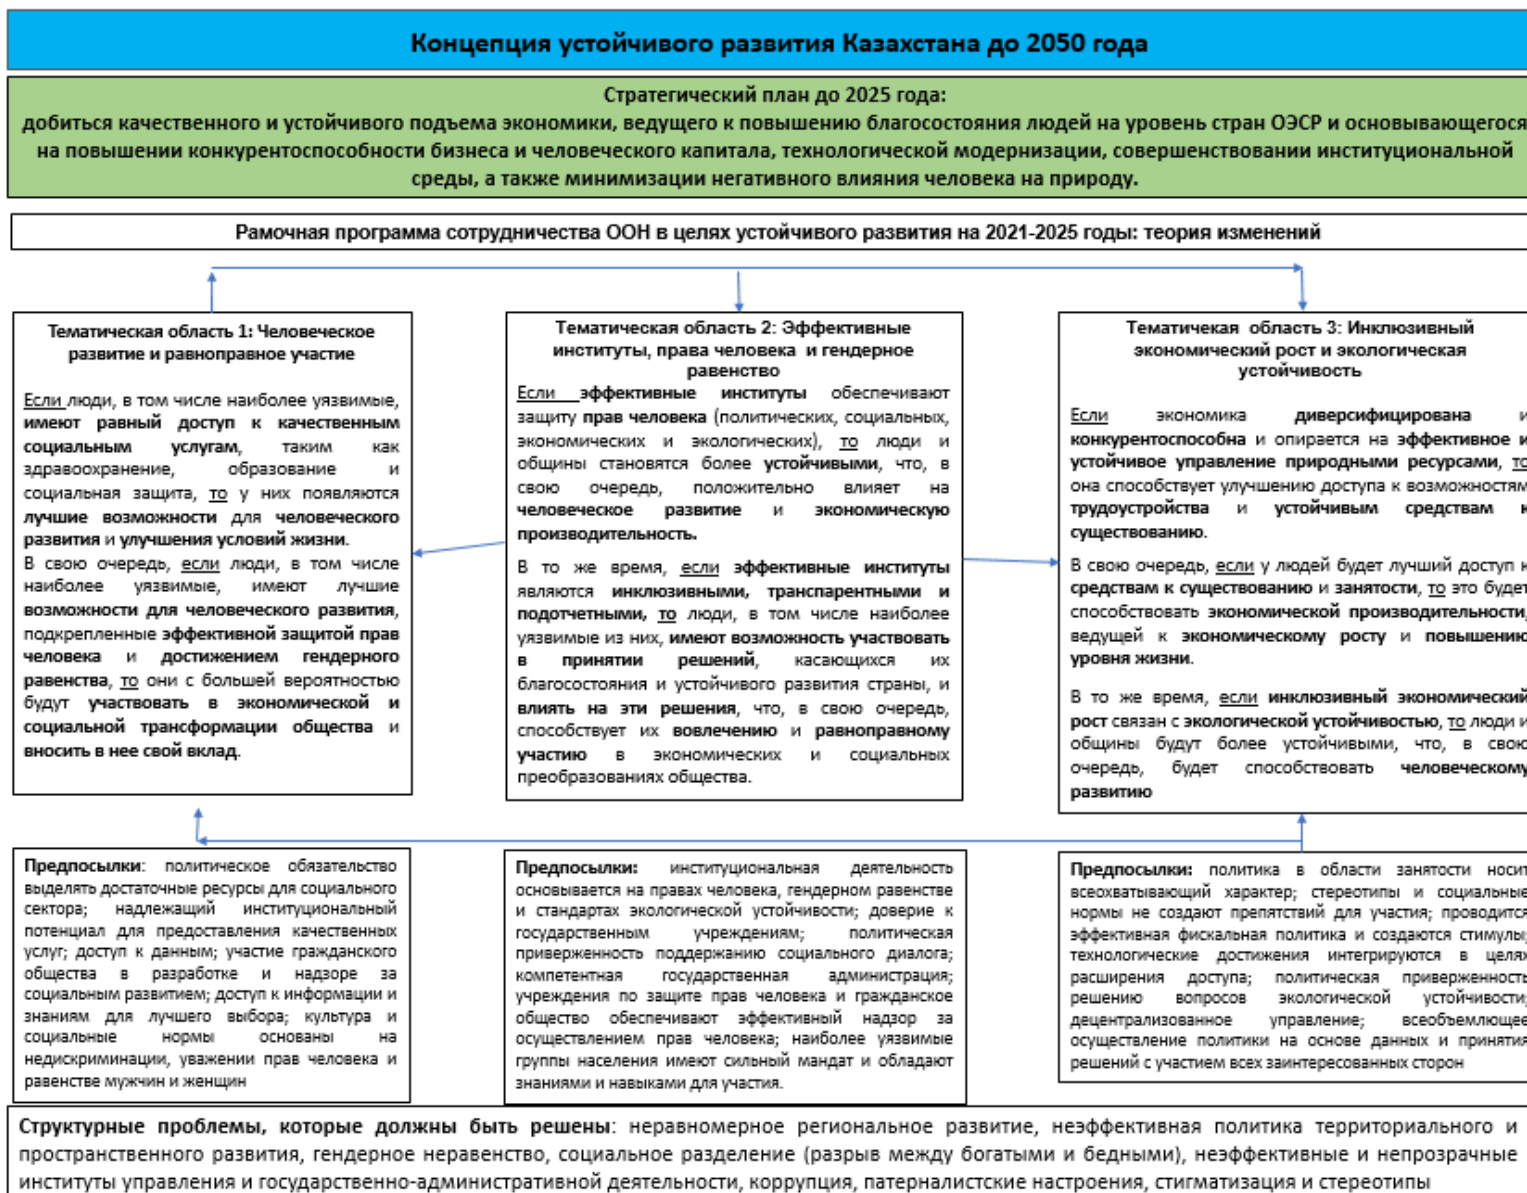 Концепция устойчивого развития Казахстана до 2050 года
Стратегический план до 2025 года:
добиться качественного и устойчивого подъема экономики, ведущего к повышению благосостояния людей на уровень стран ОЭСР и основывающегося
на повышении конкурентоспособности бизнеса и человеческого капитала, технологической модернизации, совершенствовании институциональной
среды, а также минимизации негативного влияния человека на природу.
Рамочная программа сотрудничества ООН в целях устойчивого развития на 2021-2025 годы: теория изменений
Тематическая область 1: Человеческое
развитие и равноправное участие
Если люди, в том числе наиболее уязвимые,
имеют равный доступ к качественным
социальным услугам, таким как
здравоохранение, образование и
социальная защита, то у них появляются
лучшие возможности для человеческого
развития и улучшения условий жизни.
В свою очередь, если люди, в том числе
наиболее уязвимые, имеют лучшие
возможности для человеческого развития,
подкрепленные эффективной защитой прав
человека и достижением гендерного
равенства, то они с большей вероятностью
будут участвовать в экономической и
социальной трансформации общества и
вносить в нее свой вклад.
Тематическая область 2: Эффективные
институты, права человека и гендерное
равенство
Если эффективные институты обеспечивают
защиту прав человека (политических, социальных,
экономических и экологических), то люди и
общины становятся более устойчивыми, что, в
свою очередь, положительно влияет на
человеческое развитие и экономическую
производительность.
В то же время, если эффективные институты
являются инклюзивными, транспарентными и
подотчетными, то люди, в том числе наиболее
уязвимые из них, имеют возможность участвовать
в принятии решений, касающихся их
благосостояния и устойчивого развития страны, и
влиять на эти решения, что, в свою очередь,
способствует их вовлечению и равноправному
участию в экономических и социальных
преобразованиях общества.
Тематичекая область 3: Инклюзивный
экономический рост и экологическая
устойчивость
Если экономика диверсифицирована и
конкурентоспособна и опирается на эффективное и
устойчивое управление природными ресурсами, то
она способствует улучшению доступа к возможностям
трудоустройства и устойчивым средствам к
существованию.
В свою очередь, если у людей будет лучший доступ к
средствам к существованию и занятости, то это будет
способствовать экономической производительности,
ведущей к экономическому росту и повышению
уровня жизни.
В то же время, если инклюзивный экономический
рост связан с экологической устойчивостью, то люди и
общины будут более устойчивыми, что, в свою
очередь, будет способствовать человеческому
развитию
Предпосылки: политическое обязательство
выделять достаточные ресурсы для социального
сектора; надлежащий институциональный
потенциал для предоставления качественных
услуг; доступ к данным; участие гражданского
общества в разработке и надзоре за
социальным развитием; доступ к информации и
знаниям для лучшего выбора; культура и
социальные нормы основаны на
недискриминации, уважении прав человека и
равенстве мужчин и женщин
Предпосылки: институциональная деятельность
основывается на правах человека, гендерном равенстве
и стандартах экологической устойчивости; доверие к
государственным учреждениям; политическая
приверженность поддержанию социального диалога;
компетентная государственная администрация;
учреждения по защите прав человека и гражданское
общество обеспечивают эффективный надзор за
осуществлением прав человека; наиболее уязвимые
группы населения имеют сильный мандат и обладают
знаниями и навыками для участия.
Предпосылки: политика в области занятости носит
всеохватывающий характер; стереотипы и социальные
нормы не создают препятствий для участия; проводится
эффективная фискальная политика и создаются стимулы;
технологические достижения интегрируются в целях
расширения доступа; политическая приверженность
решению вопросов экологической устойчивости;
децентрализованное управление; всеобъемлющее
осуществление политики на основе данных и принятия
решений с участием всех заинтересованных сторон
Структурные проблемы, которые должны быть решены: неравномерное региональное развитие, неэффективная политика территориального и
пространственного развития, гендерное неравенство, социальное разделение (разрыв между богатыми и бедными), неэффективные и непрозрачные
институты управления и государственно-административной деятельности, коррупция, патерналистские настроения, стигматизация и стереотипы